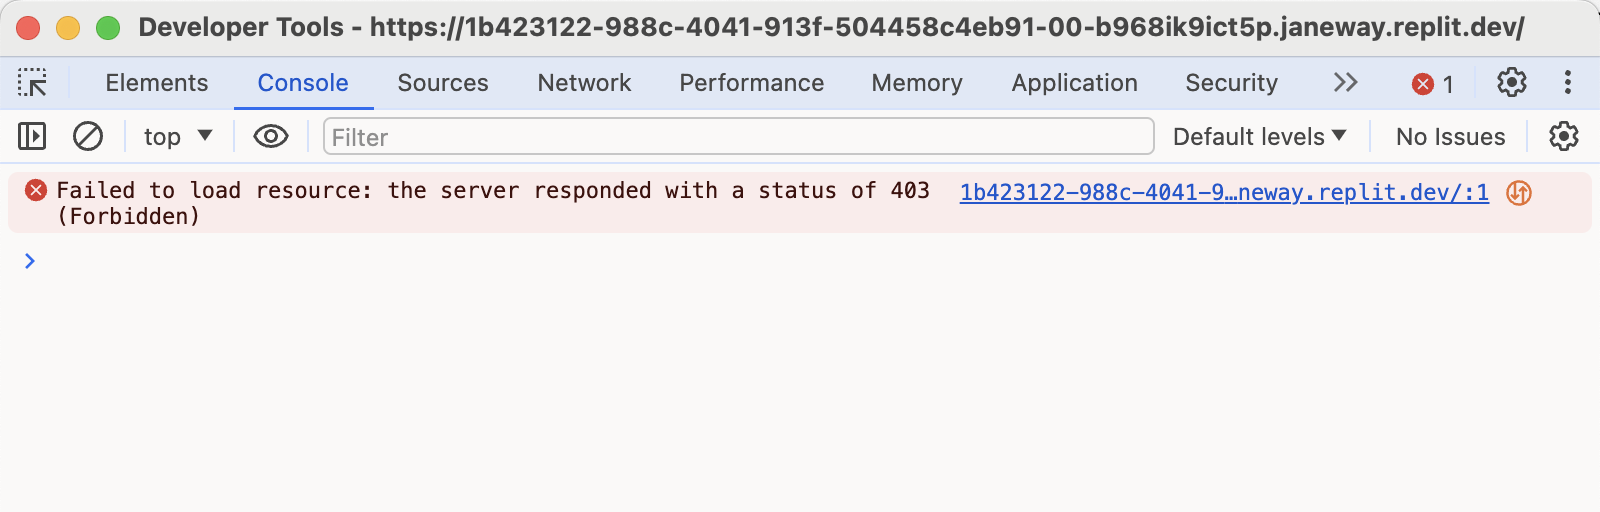 Developer Tools - https://1b423122-988c-4041-913f-504458c4eb91-00-b968ik9ict5p.janeway.replit.dev/
Elements Console Sources Network Performance Memory Application Security 1
top Filter Default levels No Issues
Failed to load resource: the server responded with a status of 403 1b423122-988c-4041-9…neway.replit.dev/:1
(Forbidden)